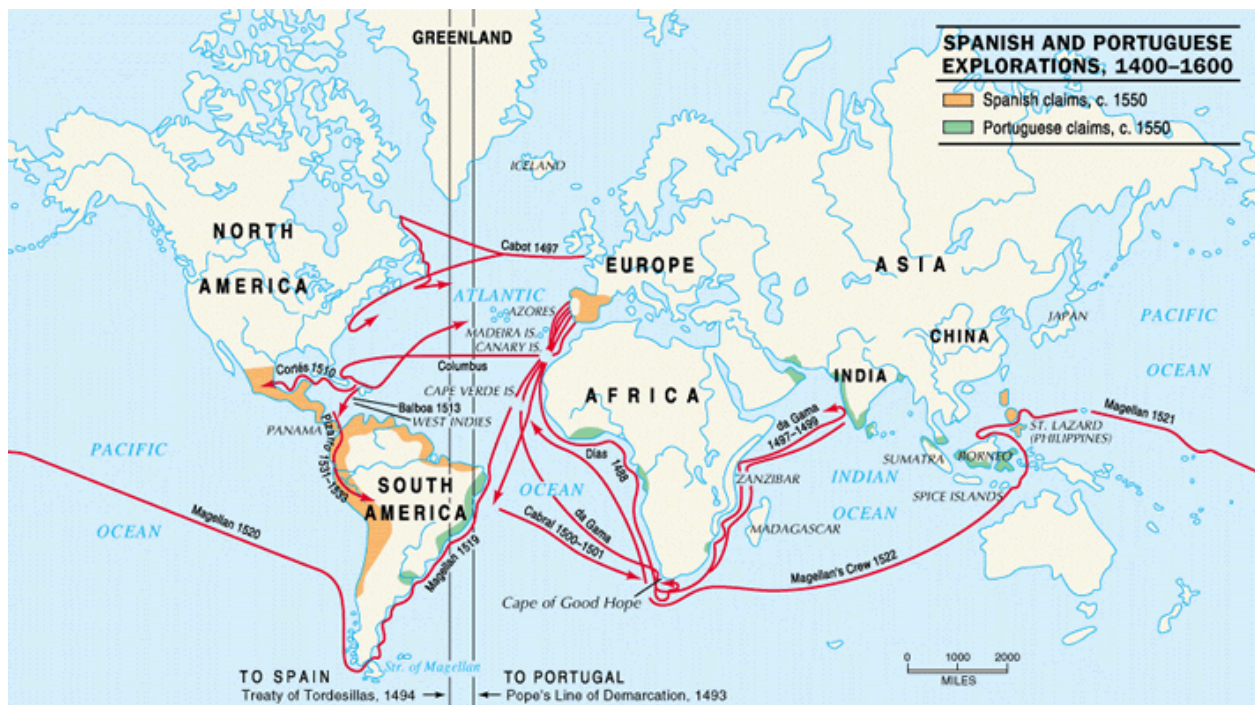 GREENLAND
SPANISH AND PORTUGUESE
EXPLORATIONS, 1400–1600
Spanish claims, c. 1550
Portuguese claims, c. 1550
ICELAND
NORTH
AMERICA
Cabot 1497
EUROPE
ASIA
ATLANTIC
AZORES
MADEIRA IS.
CANARY IS.
JAPAN
PACIFIC
OCEAN
CHINA
Cortés 1510
Columbus
INDIA
AFRICA
CAPE VERDE IS.
Balboa 1513
WEST INDIES
PANAMA
Pizarro 1531–1533
da Gama
1497–1499
Magellan 1521
ST. LAZARD
(PHILIPPINES)
PACIFIC
OCEAN
Dias 1488
SUMATRA
BORNEO
ZANZIBAR
INDIAN
OCEAN
SPICE ISLANDS
SOUTH
AMERICA
OCEAN
MADAGASCAR
Magellan 1520
Magellan 1519
da Gama
Cabral 1500–1501
Magellan's Crew 1522
Cape of Good Hope
Str. of Magellan
0 1000 2000
MILES
TO SPAIN
Treaty of Tordesillas, 1494
TO PORTUGAL
Pope's Line of Demarcation, 1493